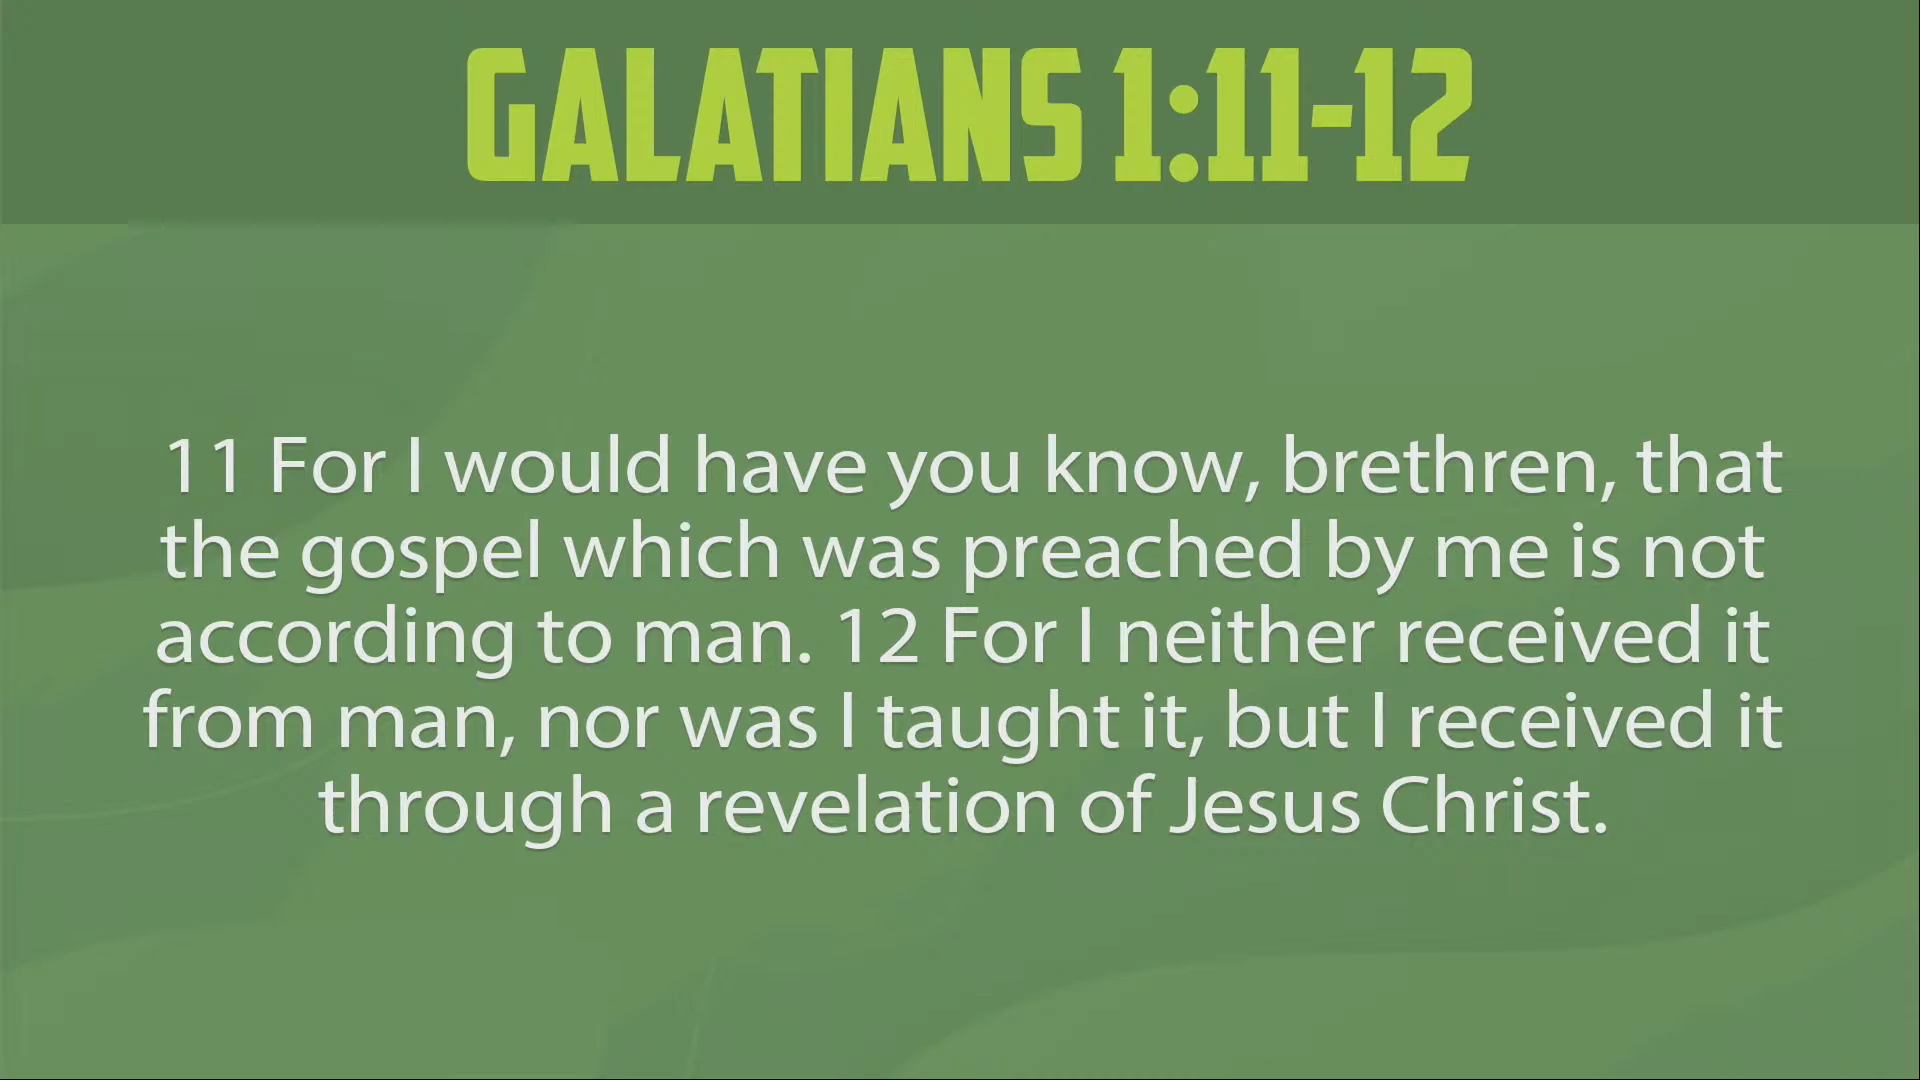 GALATIANS 1:11-12
11 For I would have you know, brethren, that
the gospel which was preached by me is not
according to man. 12 For I neither received it
from man, nor was I taught it, but I received it
through a revelation of Jesus Christ.